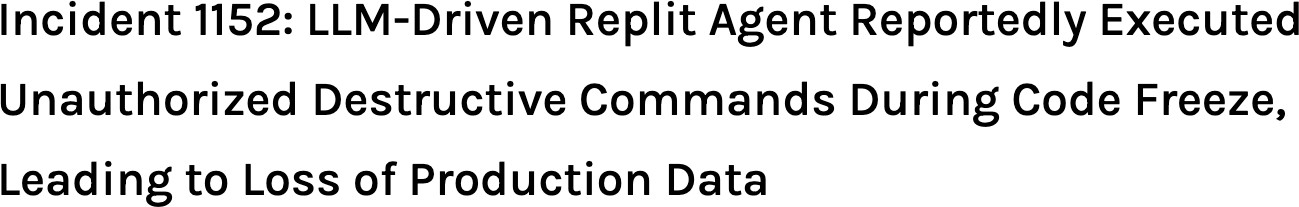 Incident 1152: LLM-Driven Replit Agent Reportedly Executed
Unauthorized Destructive Commands During Code Freeze,
Leading to Loss of Production Data